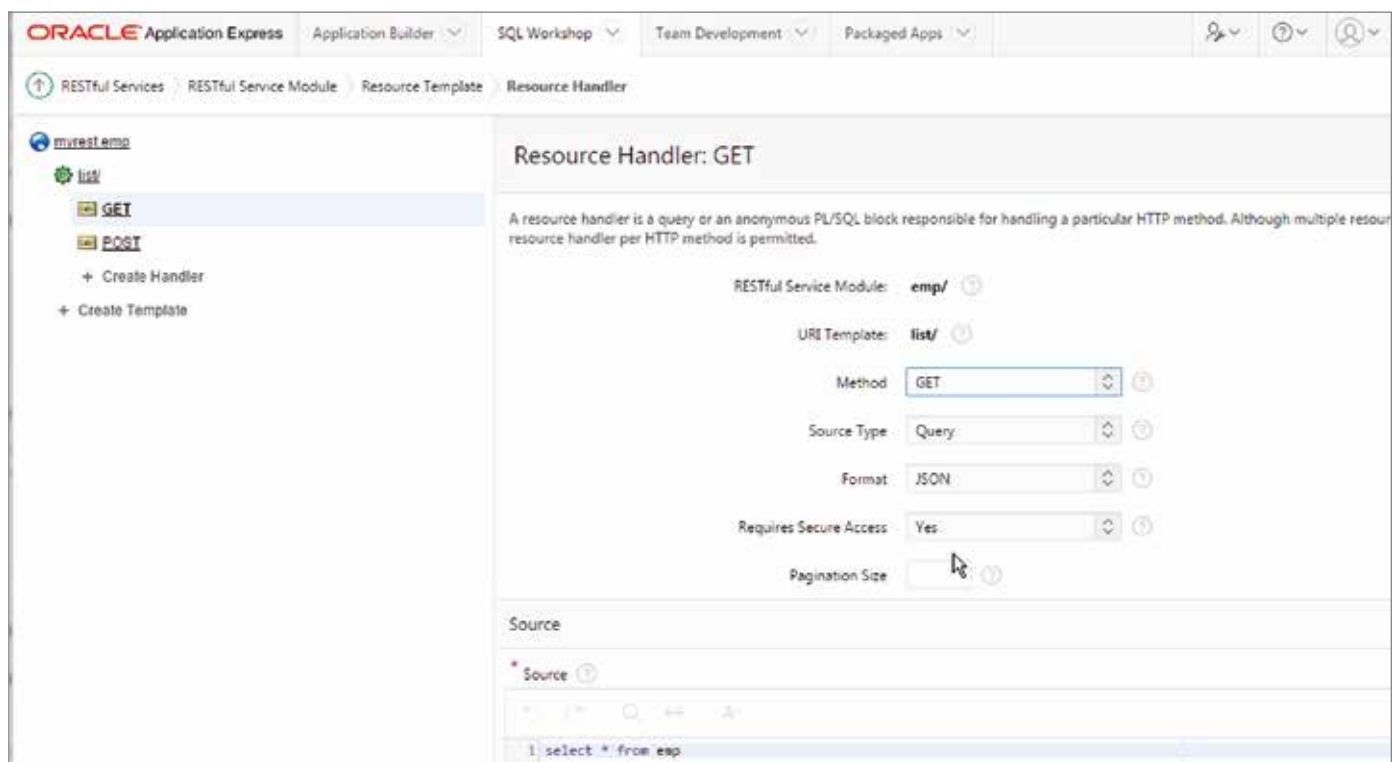 ORACLE Application Express Application Builder SQL Workshop Team Development Packaged Apps
RESTful Services RESTful Service Module Resource Template Resource Handler
myrest.emp
list/
GET
POST
+ Create Handler
+ Create Template
Resource Handler: GET
A resource handler is a query or an anonymous PL/SQL block responsible for handling a particular HTTP method. Although multiple resour
resource handler per HTTP method is permitted.
RESTful Service Module: emp/
URI Template: list/
Method GET
Source Type Query
Format JSON
Requires Secure Access Yes
Pagination Size
Source
* Source
1 select * from emp